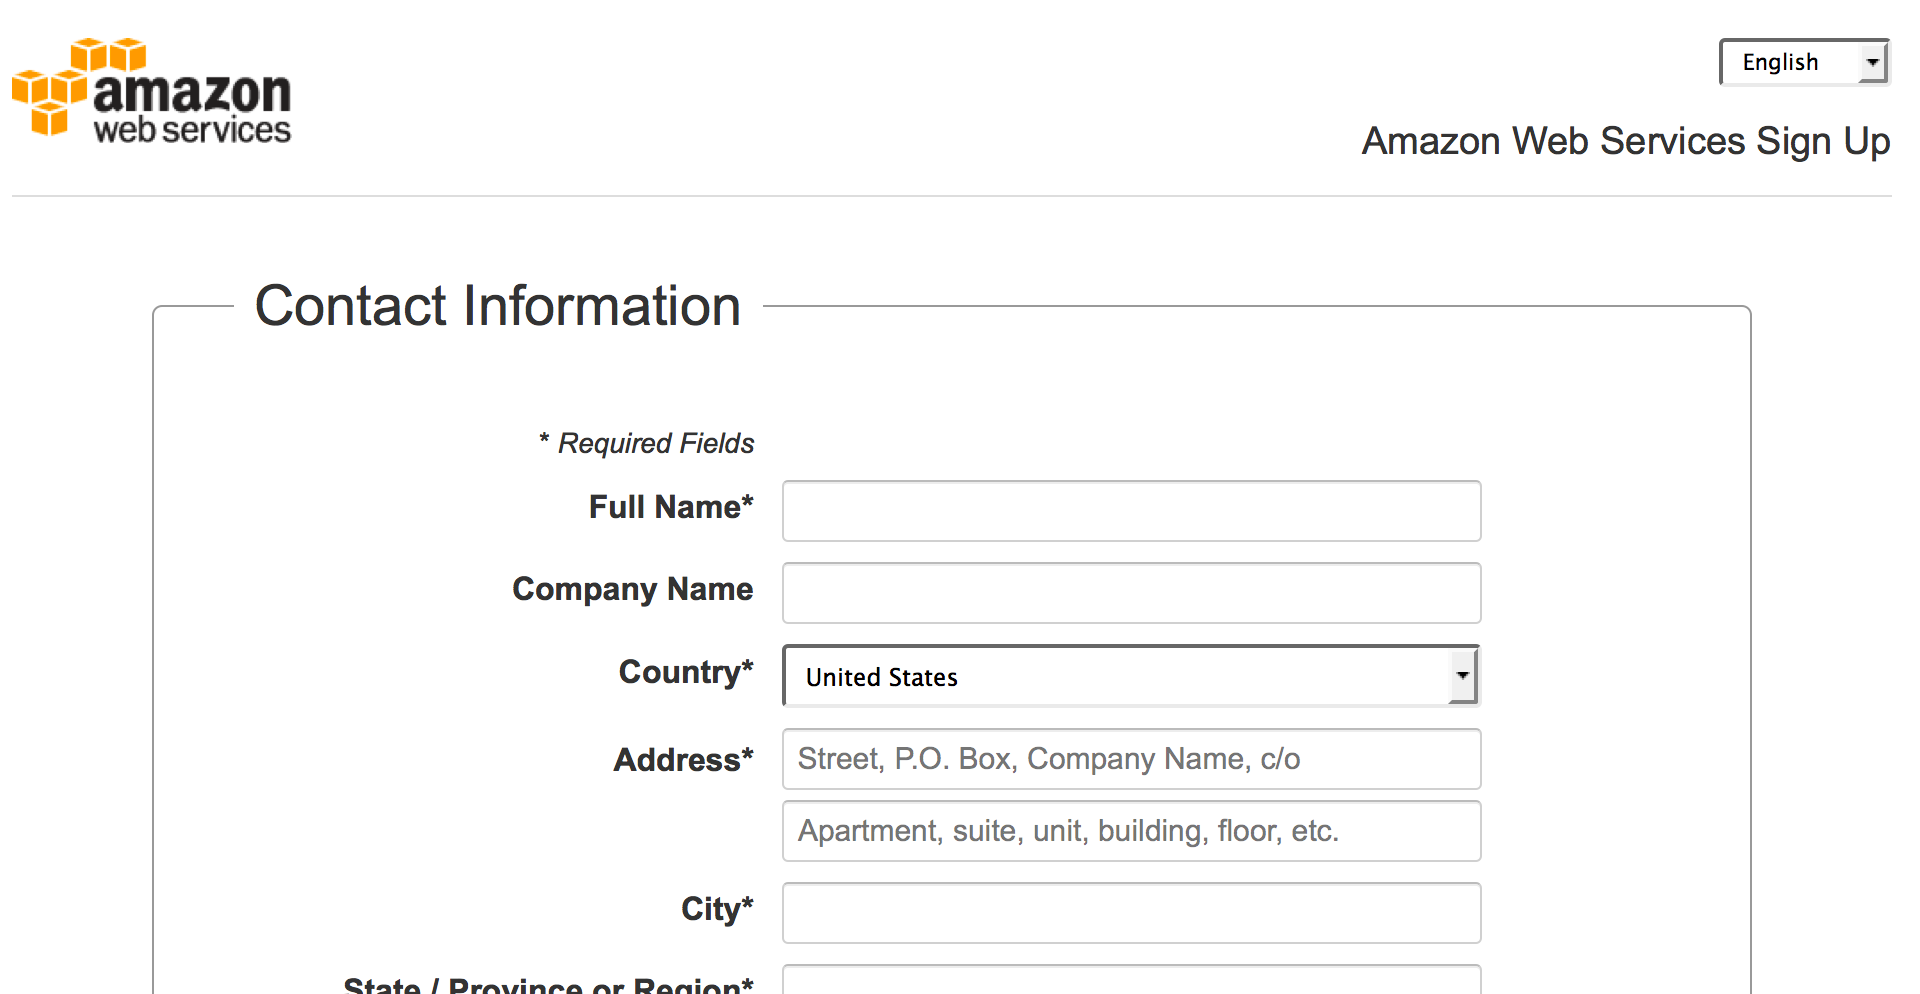 amazon
web services
English
Amazon Web Services Sign Up
Contact Information
* Required Fields
Full Name*
Company Name
Country*
United States
Address*
Street, P.O. Box, Company Name, c/o
Apartment, suite, unit, building, floor, etc.
City*
State / Province or Region*